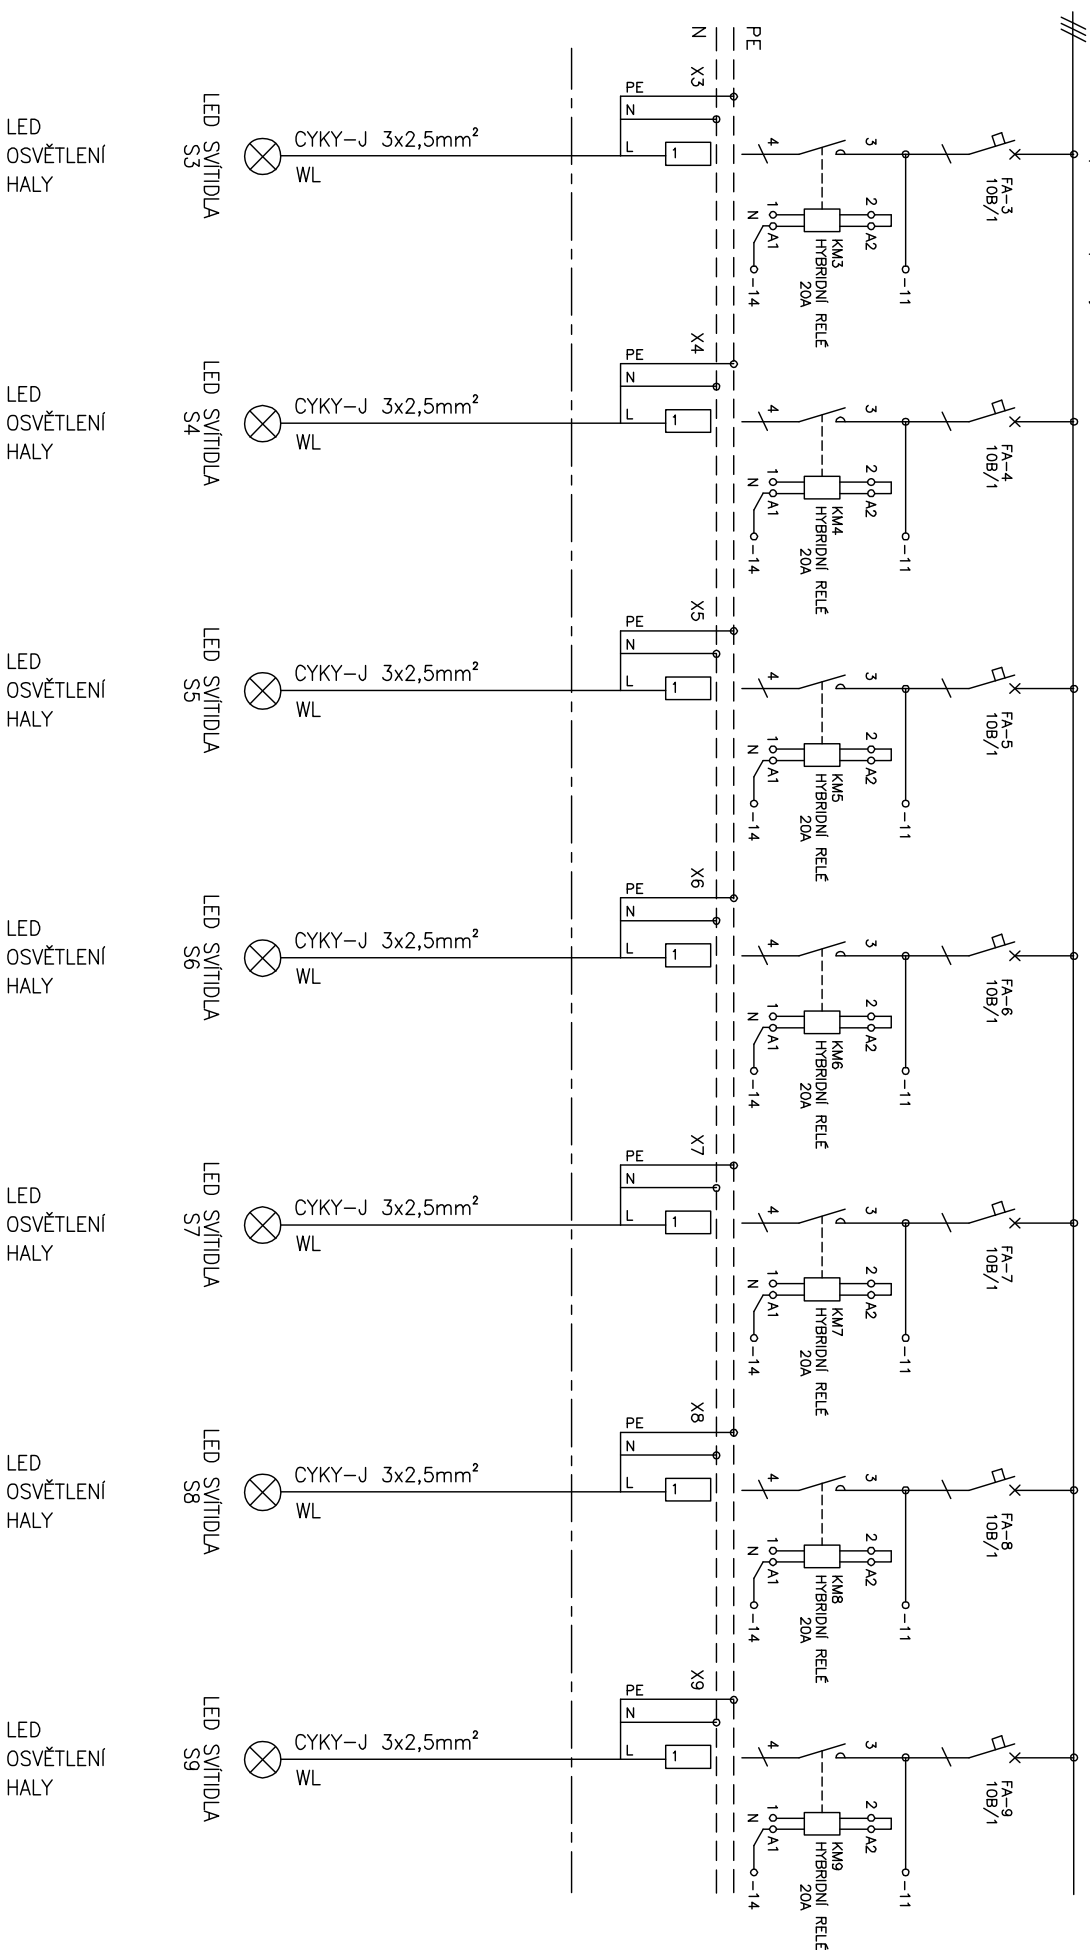 N
PE
X3
PE
N
L
1
4
3
FA-3
10B/1
1
2
N
A1
A2
KM3
HYBRIDNÍ RELÉ
20A
-14
-11
CYKY-J 3x2,5mm²
WL
LED SVÍTIDLA
S3
LED
OSVĚTLENÍ
HALY
X4
PE
N
L
1
4
3
FA-4
10B/1
1
2
N
A1
A2
KM4
HYBRIDNÍ RELÉ
20A
-14
-11
CYKY-J 3x2,5mm²
WL
LED SVÍTIDLA
S4
LED
OSVĚTLENÍ
HALY
X5
PE
N
L
1
4
3
FA-5
10B/1
1
2
N
A1
A2
KM5
HYBRIDNÍ RELÉ
20A
-14
-11
CYKY-J 3x2,5mm²
WL
LED SVÍTIDLA
S5
LED
OSVĚTLENÍ
HALY
X6
PE
N
L
1
4
3
FA-6
10B/1
1
2
N
A1
A2
KM6
HYBRIDNÍ RELÉ
20A
-14
-11
CYKY-J 3x2,5mm²
WL
LED SVÍTIDLA
S6
LED
OSVĚTLENÍ
HALY
X7
PE
N
L
1
4
3
FA-7
10B/1
1
2
N
A1
A2
KM7
HYBRIDNÍ RELÉ
20A
-14
-11
CYKY-J 3x2,5mm²
WL
LED SVÍTIDLA
S7
LED
OSVĚTLENÍ
HALY
X8
PE
N
L
1
4
3
FA-8
10B/1
1
2
N
A1
A2
KM8
HYBRIDNÍ RELÉ
20A
-14
-11
CYKY-J 3x2,5mm²
WL
LED SVÍTIDLA
S8
LED
OSVĚTLENÍ
HALY
X9
PE
N
L
1
4
3
FA-9
10B/1
1
2
N
A1
A2
KM9
HYBRIDNÍ RELÉ
20A
-14
-11
CYKY-J 3x2,5mm²
WL
LED SVÍTIDLA
S9
LED
OSVĚTLENÍ
HALY